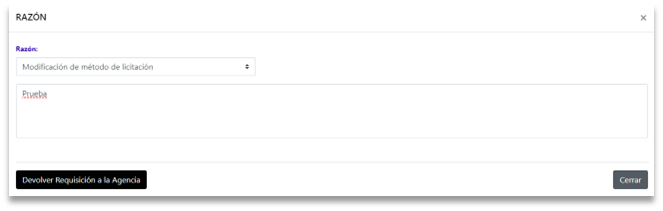 RAZÓN
×
Razón:
Modificación de método de licitación
Prueba
Devolver Requisición a la Agencia
Cerrar